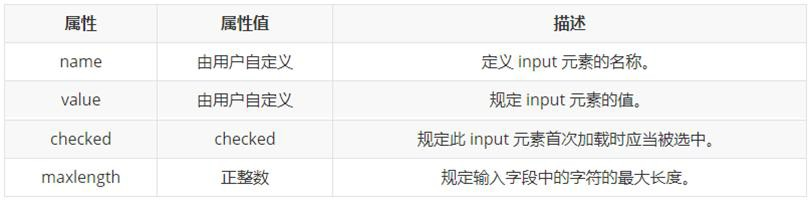 属性 属性值 描述
name 由用户自定义 定义 input 元素的名称。
value 由用户自定义 规定 input 元素的值。
checked checked 规定此 input 元素首次加载时应当被选中。
maxlength 正整数 规定输入字段中的字符的最大长度。